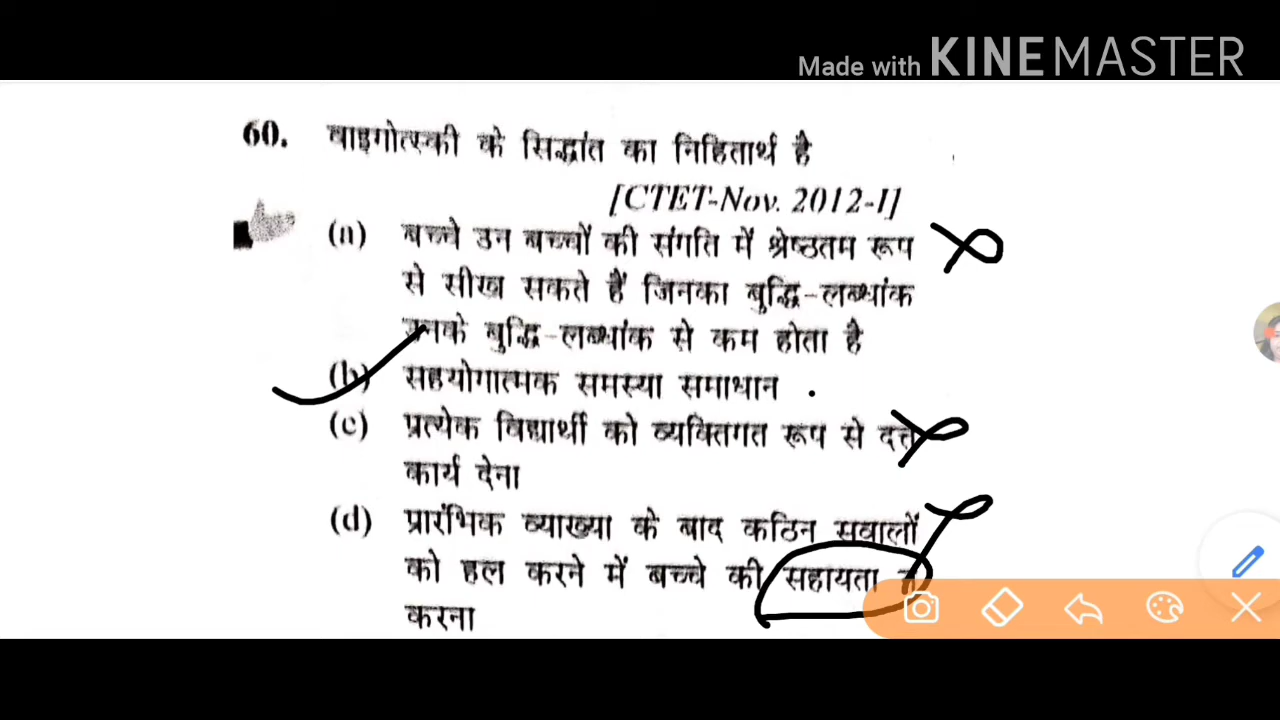 Made with KINEMASTER
60. वाइगोत्स्की के सिद्धांत का निहितार्थ है
[CTET-Nov. 2012-I]
(a) बच्चे उन बच्चों की संगति में श्रेष्ठतम रूप
से सीख सकते हैं जिनका बुद्धि-लब्धांक
उनके बुद्धि-लब्धांक से कम होता है
(b) सहयोगात्मक समस्या समाधान
(c) प्रत्येक विद्यार्थी को व्यक्तिगत रूप से दत्त
कार्य देना
(d) प्रारंभिक व्याख्या के बाद कठिन सवालों
को हल करने में बच्चे की सहायता न
करना